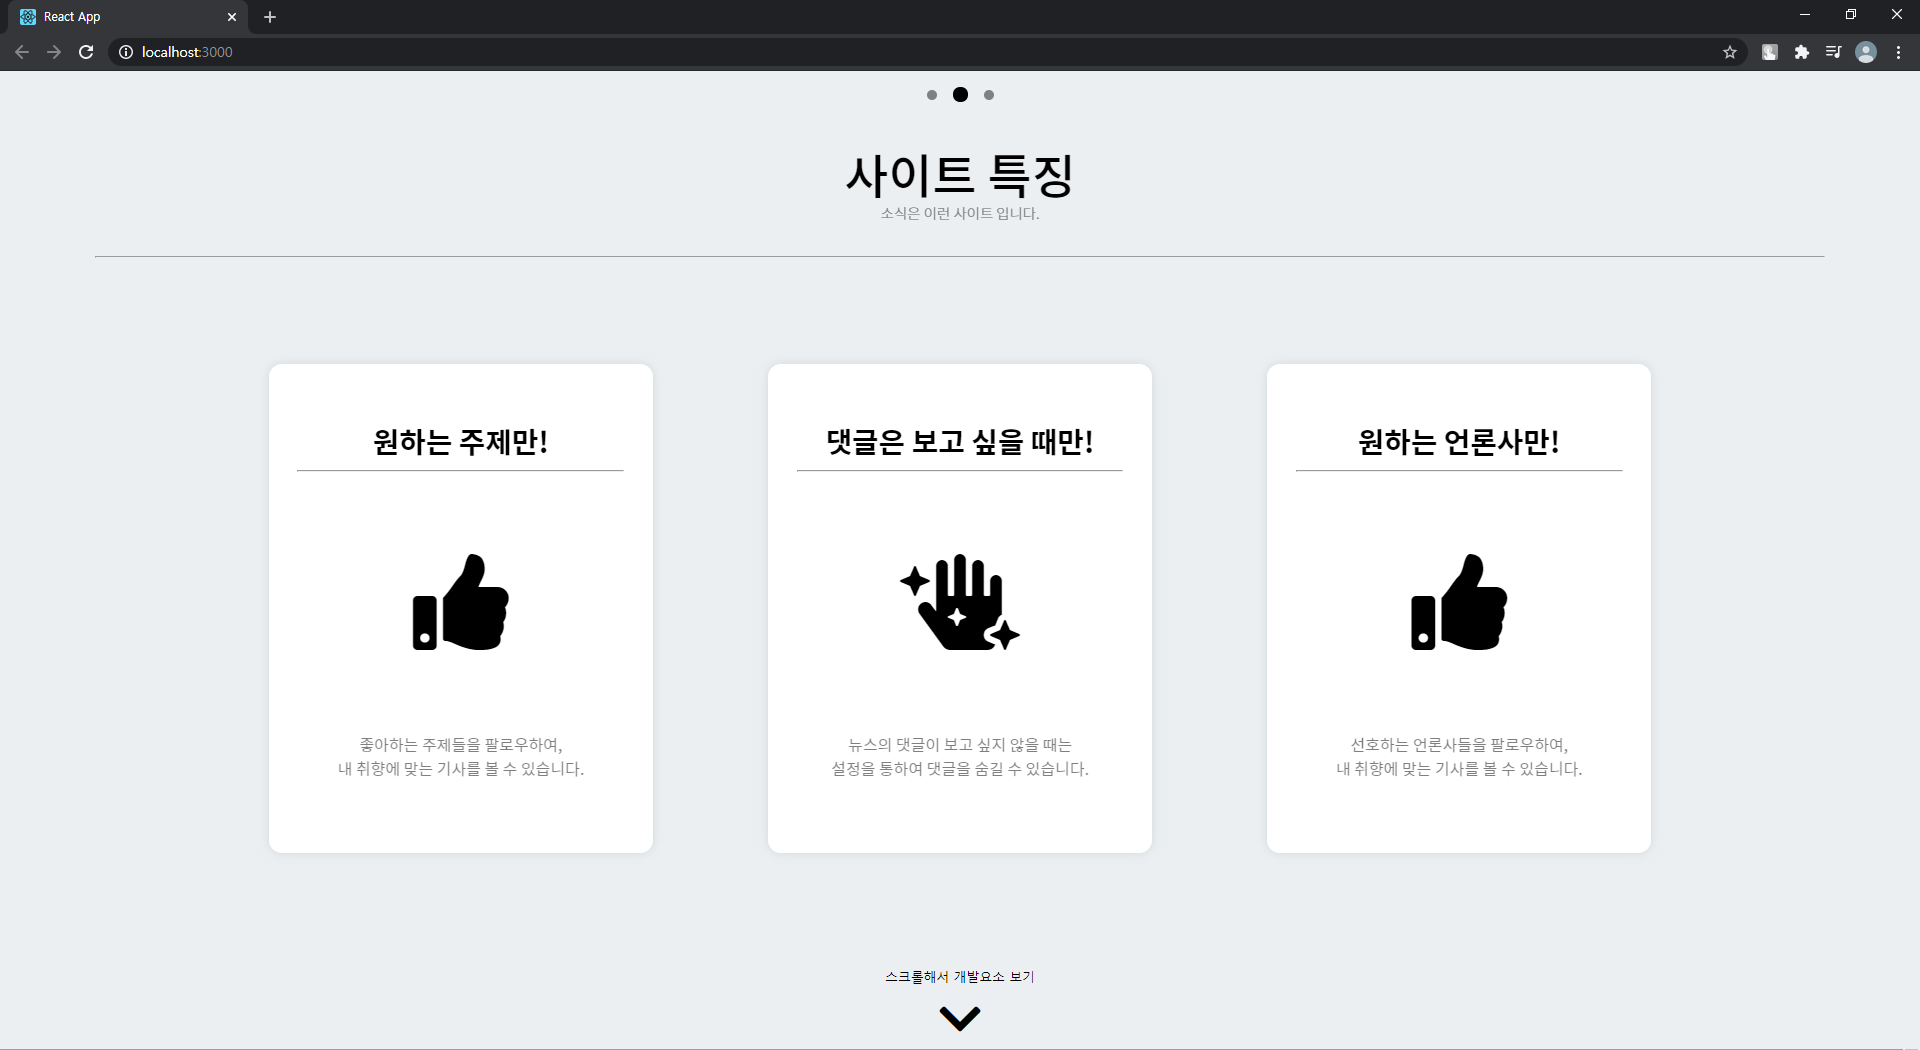 React App
localhost:3000
사이트 특징
소식은 이런 사이트 입니다.
원하는 주제만!
좋아하는 주제들을 팔로우하여,
내 취향에 맞는 기사를 볼 수 있습니다.
댓글은 보고 싶을 때만!
뉴스의 댓글이 보고 싶지 않을 때는
설정을 통하여 댓글을 숨길 수 있습니다.
원하는 언론사만!
선호하는 언론사들을 팔로우하여,
내 취향에 맞는 기사를 볼 수 있습니다.
스크롤해서 개발요소 보기